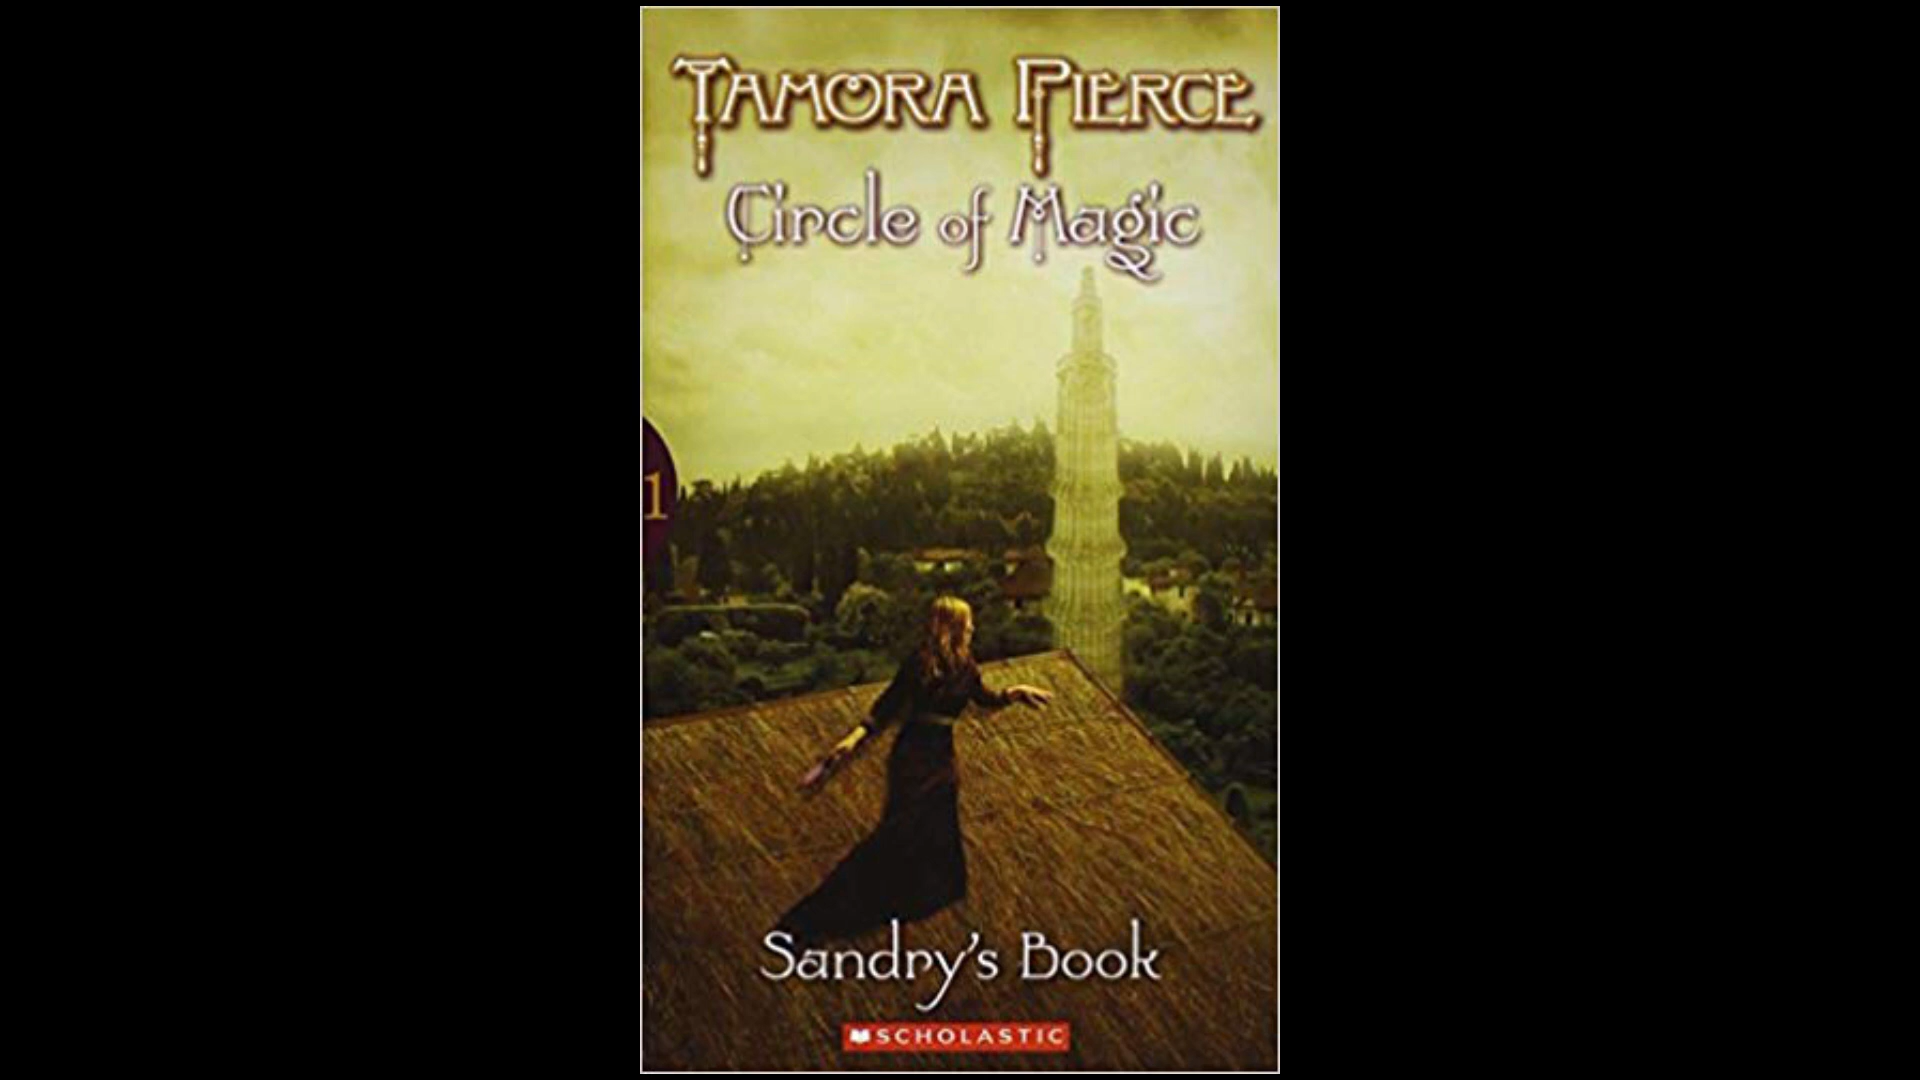 TAMORA PIERCE
Circle of Magic
1
Sandry's Book
SCHOLASTIC